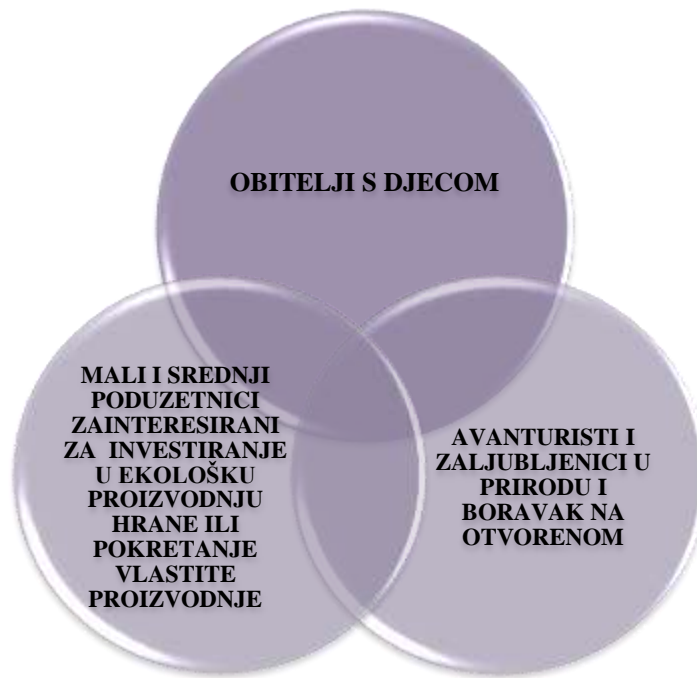 OBITELJI S DJECOM
MALI I SREDNJI
PODUZETNICI
ZAINTERESIRANI
ZA INVESTIRANJE
U EKOLOŠKU
PROIZVODNJU
HRANE ILI
POKRETANJE
VLASTITE
PROIZVODNJE
AVANTURISTI I
ZALJUBLJENICI U
PRIRODU I
BORAVAK NA
OTVORENOM